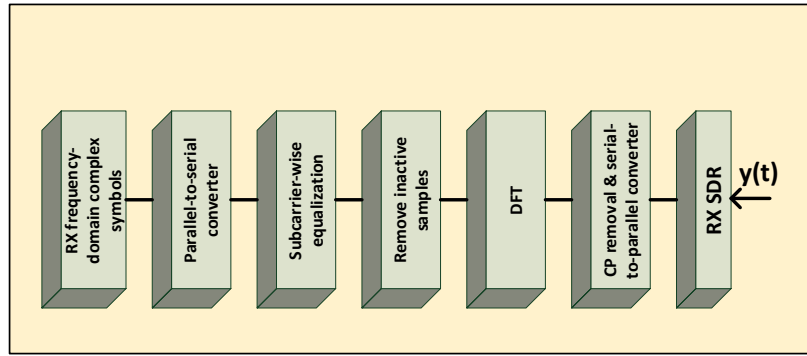 RX frequency-
domain complex
symbols
Parallel-to-serial
converter
Subcarrier-wise
equalization
Remove inactive
samples
DFT
CP removal & serial-
to-parallel converter
RX SDR
y(t)